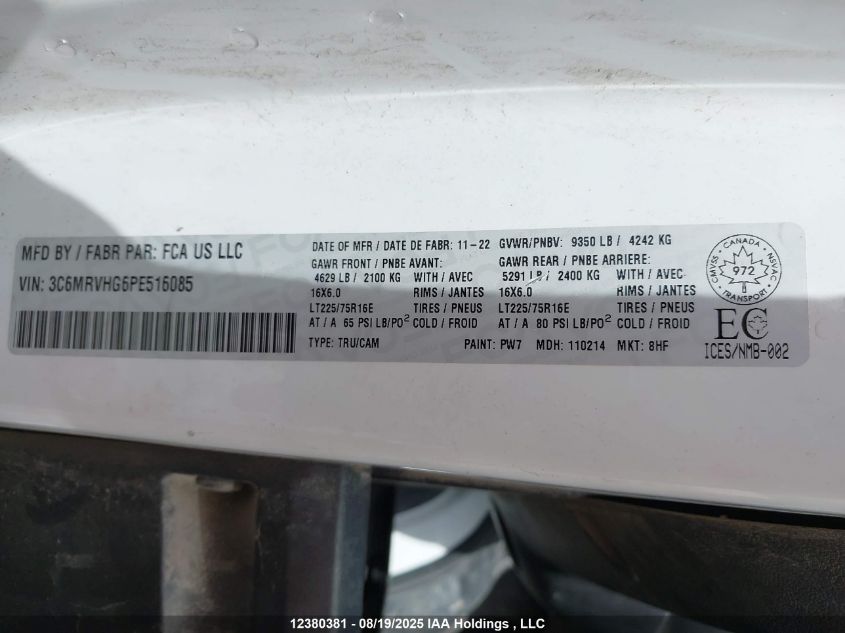 MFD BY / FABR PAR: FCA US LLC
VIN: 3C6MRVHG6PE516085
DATE OF MFR / DATE DE FABR: 11-22 GVWR/PNBV: 9350 LB / 4242 KG
GAWR FRONT / PNBE AVANT: GAWR REAR / PNBE ARRIERE:
4629 LB / 2100 KG WITH / AVEC 5291 LB / 2400 KG WITH / AVEC
16X6.0 RIMS / JANTES 16X6.0 RIMS / JANTES
LT225/75R16E TIRES / PNEUS LT225/75R16E TIRES / PNEUS
AT / A 65 PSI LB/PO² COLD / FROID AT / A 80 PSI LB/PO² COLD / FROID
TYPE: TRU/CAM PAINT: PW7 MDH: 110214 MKT: 8HF
CANADA
CMVSS NSVAC
972
TRANSPORT
EC
ICES/NMB-002
12380381 - 08/19/2025 IAA Holdings, LLC